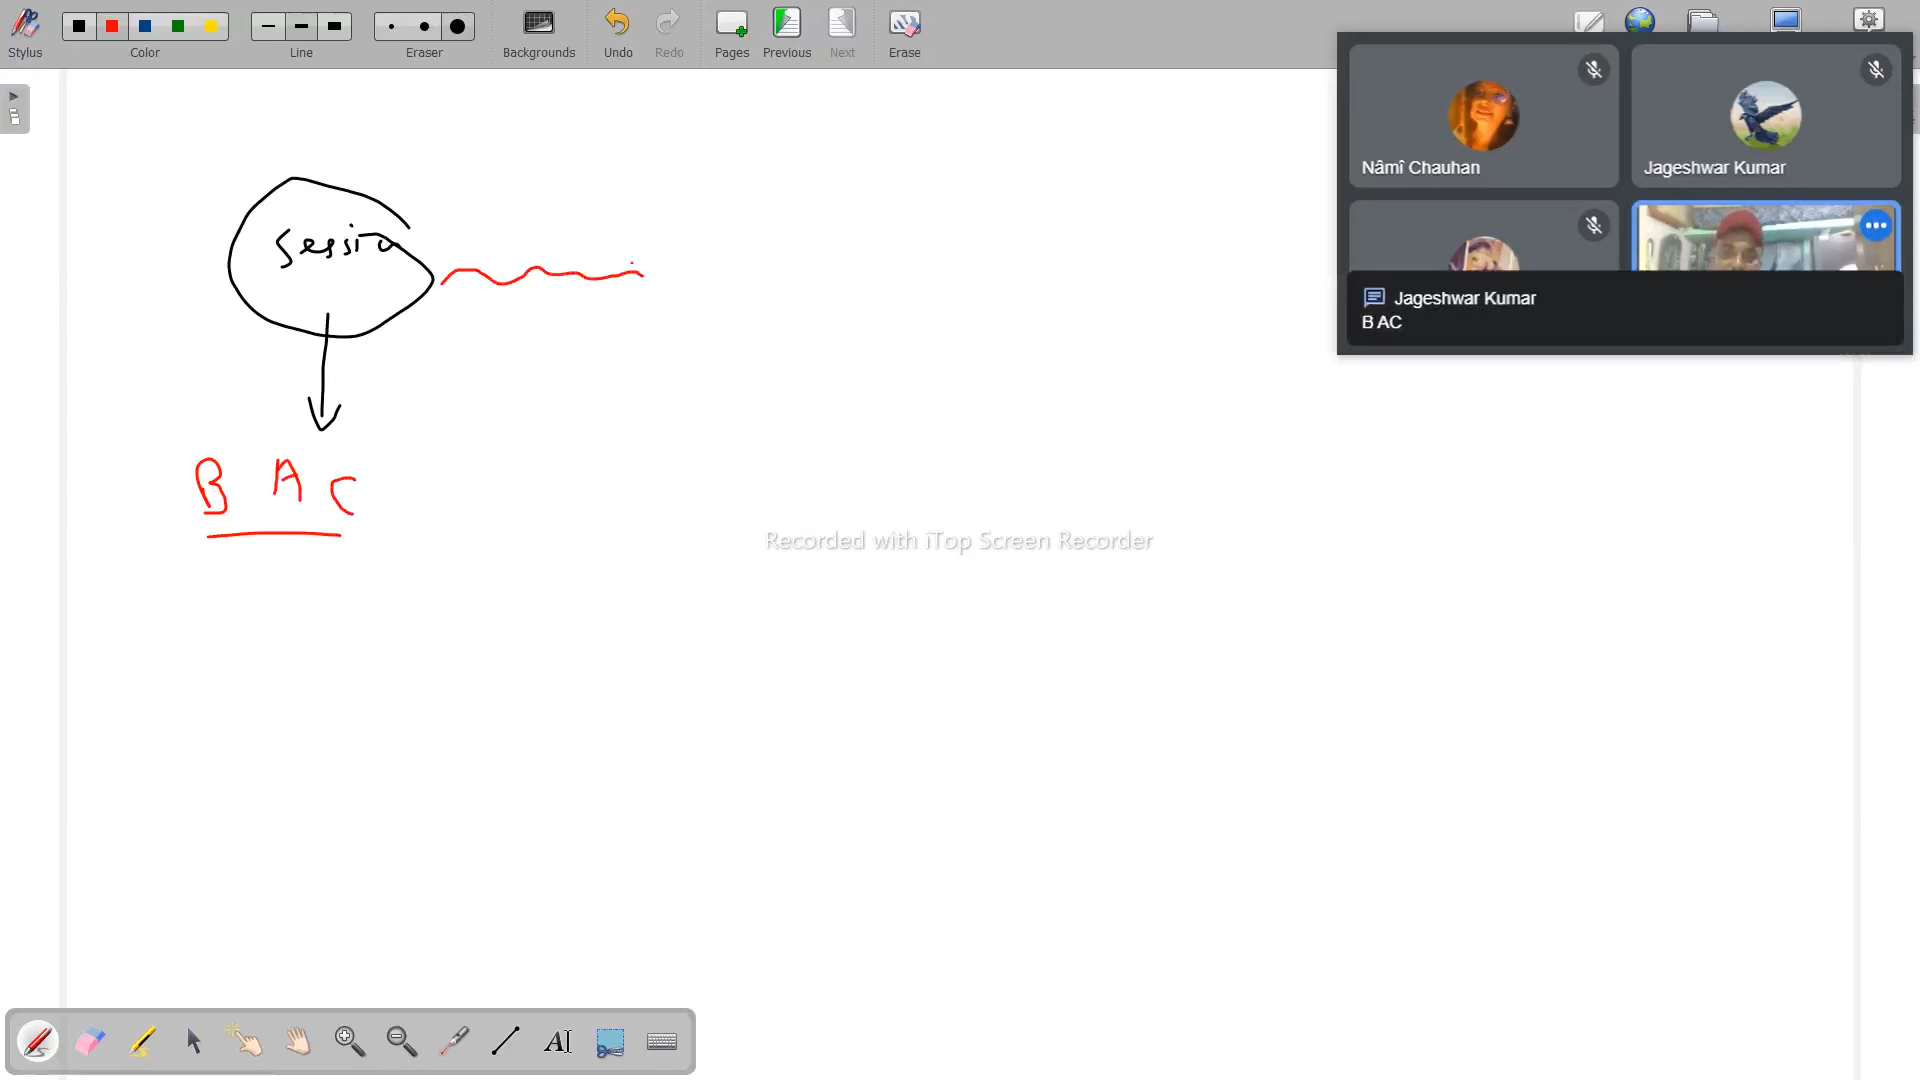 Stylus Color Line Eraser Backgrounds Undo Redo Pages Previous Next Erase
Nâmî Chauhan
Jageshwar Kumar
Jageshwar Kumar
B AC
B A C
Recorded with iTop Screen Recorder
AI